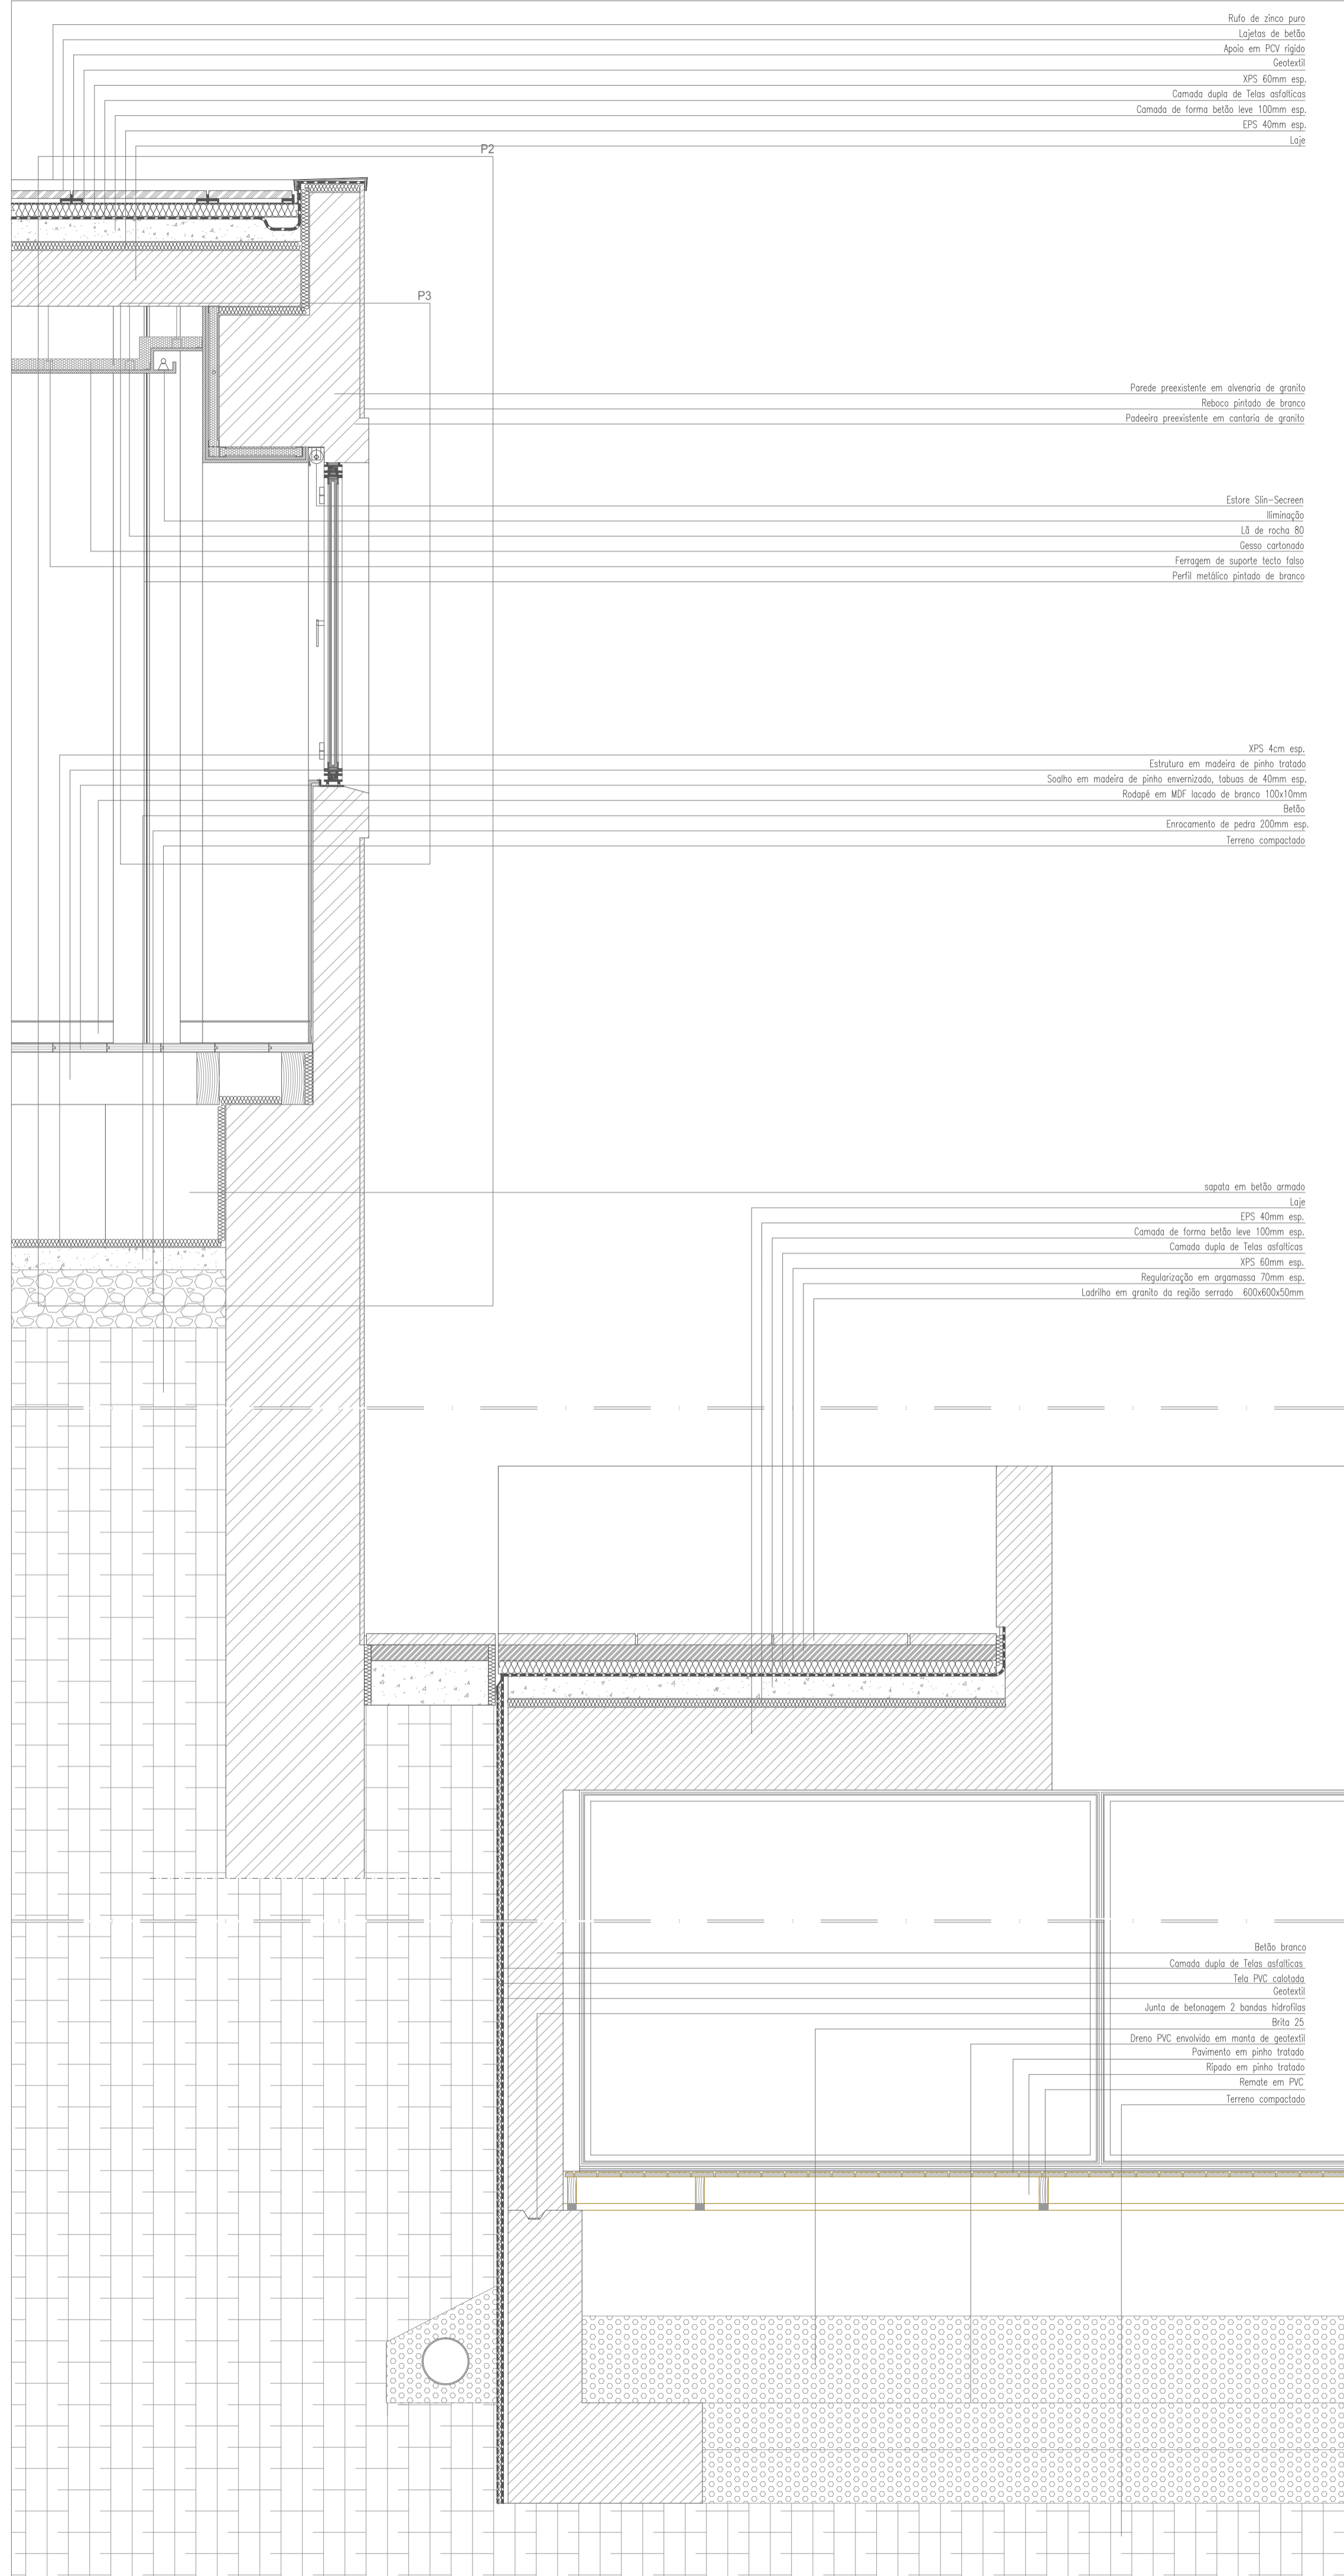 Rufo de zinco puro
Lajetas de betão
Apoio em PCV rigido
Geotextil
XPS 60mm esp.
Camada dupla de Telas asfalticas
Camada de forma betão leve 100mm esp.
EPS 40mm esp.
Laje
P2
P3
Parede preexistente em alvenaria de granito
Reboco pintado de branco
Padeeira preexistente em cantaria de granito
Estore Slin-Secreen
Iliminação
Lã de rocha 80
Gesso cartonado
Ferragem de suporte tecto falso
Perfil metálico pintado de branco
XPS 4cm esp.
Estrutura em madeira de pinho tratado
Soalho em madeira de pinho envernizado, tabuas de 40mm esp.
Rodapé em MDF lacado de branco 100x10mm
Betão
Enrocamento de pedra 200mm esp.
Terreno compactado
sapata em betão armado
Laje
EPS 40mm esp.
Camada de forma betão leve 100mm esp.
Camada dupla de Telas asfalticas
XPS 60mm esp.
Regularização em argamassa 70mm esp.
Ladrilho em granito da região serrado 600x600x50mm
Betão branco
Camada dupla de Telas asfalticas
Tela PVC calotada
Geotextil
Junta de betonagem 2 bandas hidrofilas
Brita 25
Dreno PVC envolvido em manta de geotextil
Pavimento em pinho tratado
Ripado em pinho tratado
Remate em PVC
Terreno compactado